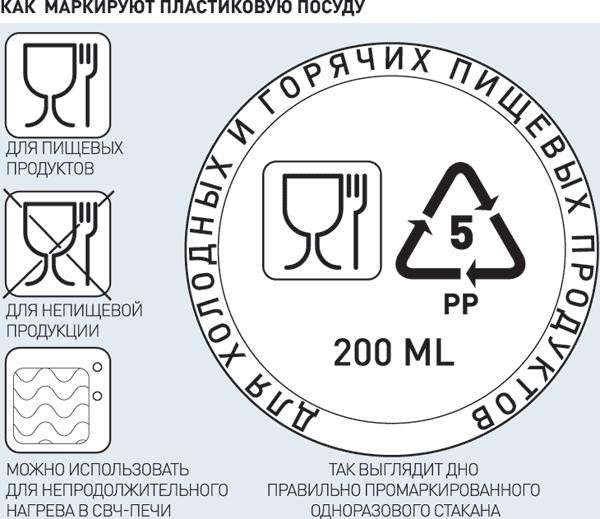 КАК МАРКИРУЮТ ПЛАСТИКОВУЮ ПОСУДУ
ДЛЯ ПИЩЕВЫХ
ПРОДУКТОВ
ДЛЯ НЕПИЩЕВОЙ
ПРОДУКЦИИ
МОЖНО ИСПОЛЬЗОВАТЬ
ДЛЯ НЕПРОДОЛЖИТЕЛЬНОГО
НАГРЕВА В СВЧ-ПЕЧИ
ДЛЯ ХОЛОДНЫХ И ГОРЯЧИХ ПИЩЕВЫХ ПРОДУКТОВ
5
PP
200 ML
ТАК ВЫГЛЯДИТ ДНО
ПРАВИЛЬНО ПРОМАРКИРОВАННОГО
ОДНОРАЗОВОГО СТАКАНА